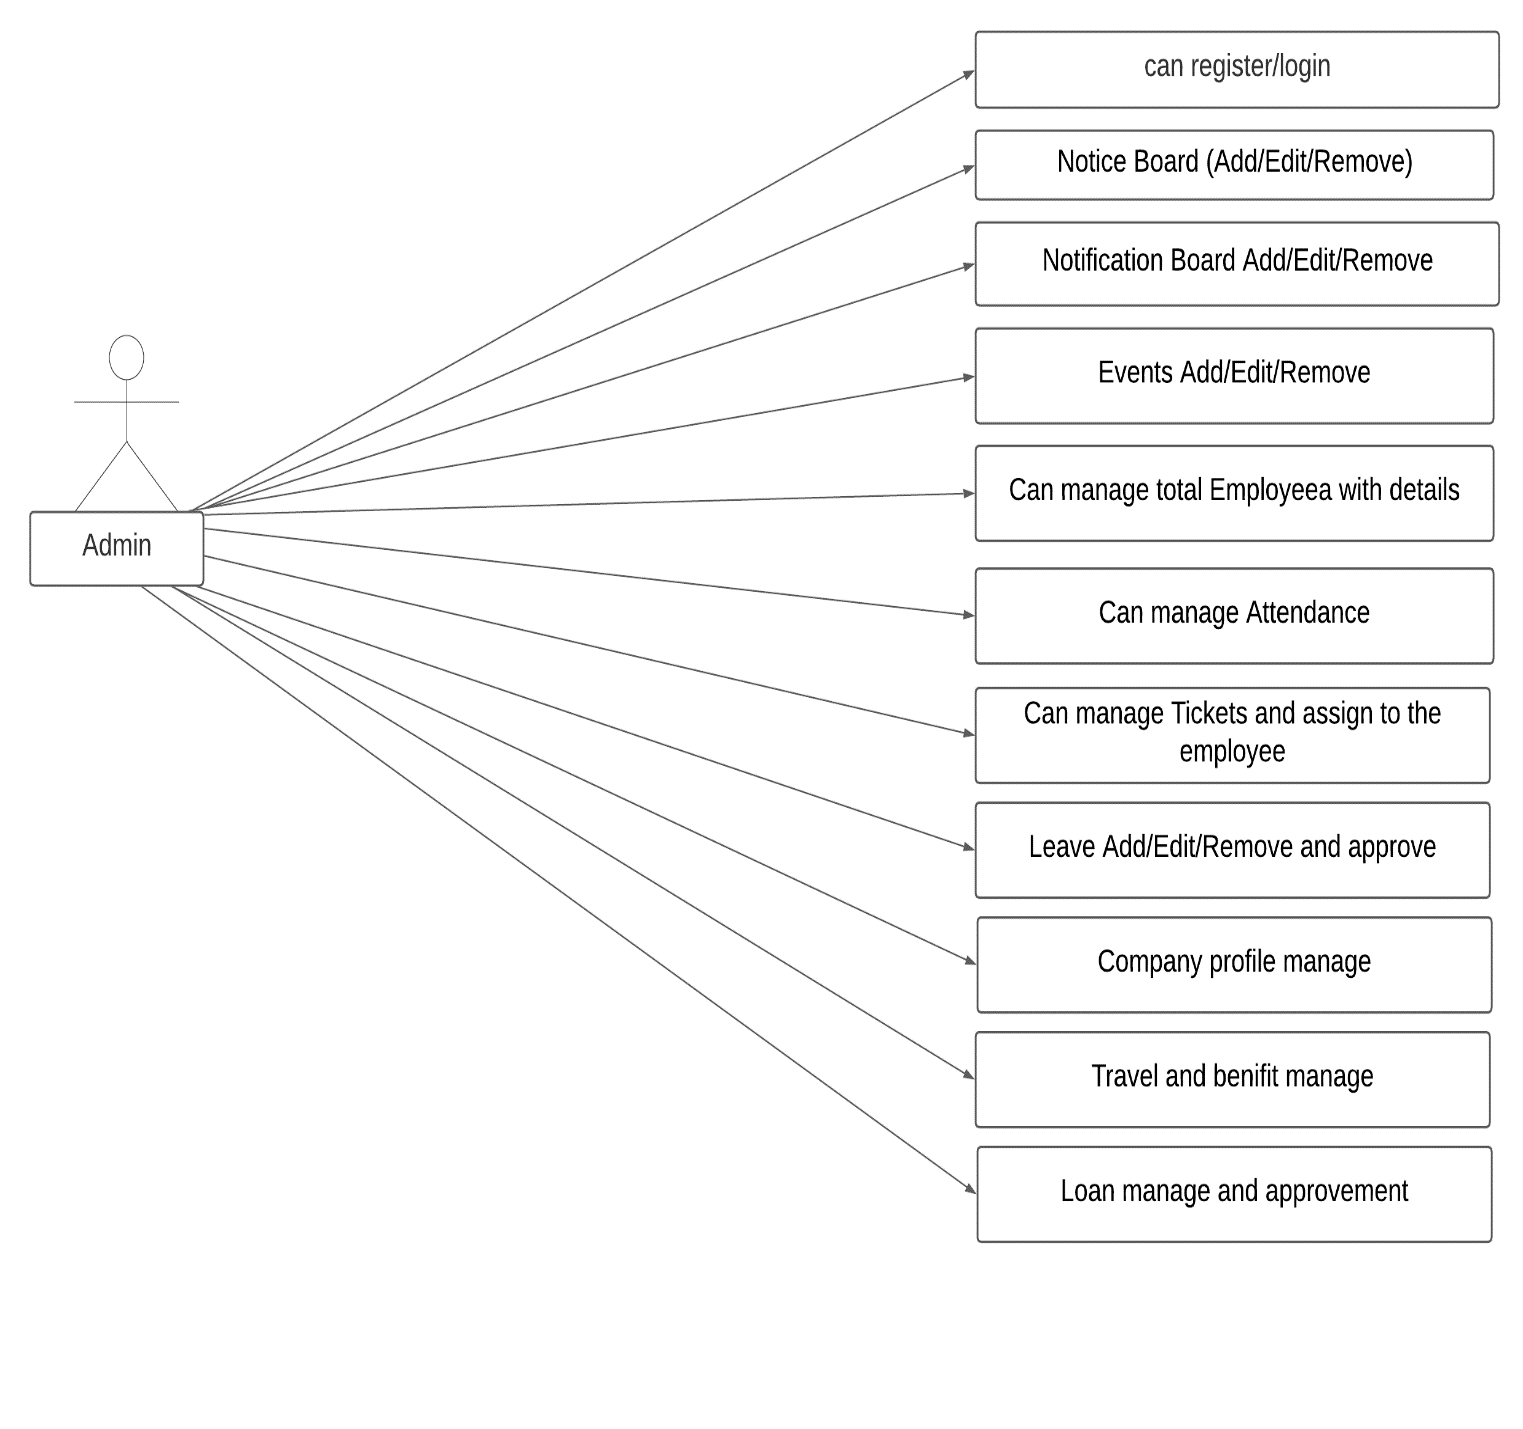 can register/login
Notice Board (Add/Edit/Remove)
Notification Board Add/Edit/Remove
Events Add/Edit/Remove
Can manage total Employeea with details
Admin
Can manage Attendance
Can manage Tickets and assign to the
employee
Leave Add/Edit/Remove and approve
Company profile manage
Travel and benifit manage
Loan manage and approvement